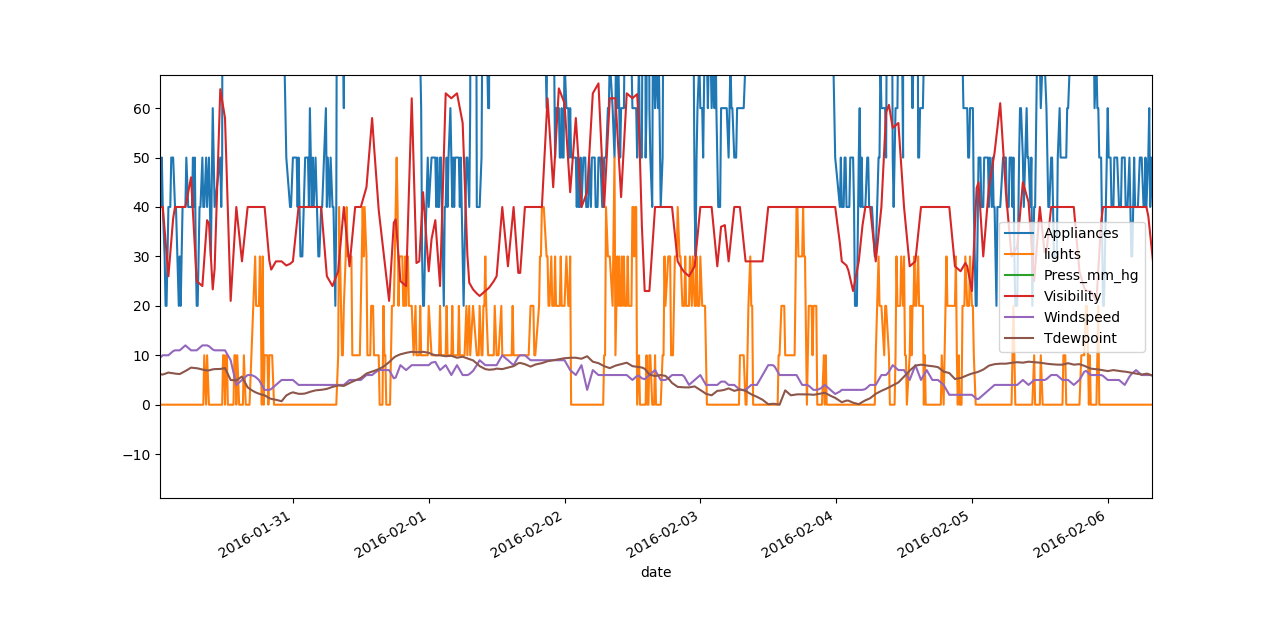 60
50
40
30
20
10
0
−10
Appliances
lights
Press_mm_hg
Visibility
Windspeed
Tdewpoint
2016-01-31
2016-02-01
2016-02-02
2016-02-03
2016-02-04
2016-02-05
2016-02-06
date